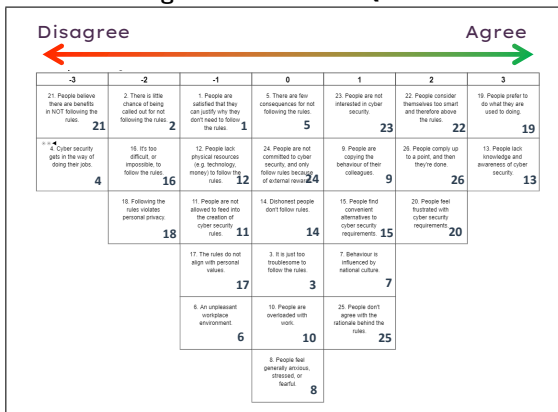 Disagree
Agree
-3
-2
-1
0
1
2
3
21. People believe
there are benefits
in NOT following the
rules.
21
2. There is little
chance of being
called out for not
following the rules.
2
1. People are
satisfied that they
can justify why they
don't need to follow
the rules.
1
5. There are few
consequences for not
following the rules.
5
23. People are not
interested in cyber
security.
23
22. People consider
themselves too smart
and therefore above
the rules.
22
19. People prefer to
do what they are
used to doing.
19
4. Cyber security
gets in the way of
doing their jobs.
4
16. It's too
difficult, or
impossible, to
follow the rules.
16
12. People lack
physical resources
(e.g. technology,
money) to follow the
rules.
12
24. People are not
committed to cyber
security, and only
follow rules because
of external rewards.
24
9. People are
copying the
behaviour of their
colleagues.
9
26. People comply up
to a point, and then
they're done.
26
13. People lack
knowledge and
awareness of cyber
security.
13
18. Following the
rules violates
personal privacy.
18
11. People are not
allowed to feed into
the creation of
cyber security
rules.
11
14. Dishonest people
don't follow rules.
14
15. People find
convenient
alternatives to
cyber security
requirements.
15
20. People feel
frustrated with
cyber security
requirements.
20
17. The rules do not
align with personal
values.
17
3. It is just too
troublesome to
follow the rules.
3
7. Behaviour is
influenced by
national culture.
7
6. An unpleasant
workplace
environment.
6
10. People are
overloaded with
work.
10
25. People don't
agree with the
rationale behind the
rules.
25
8. People feel
generally anxious,
stressed, or
fearful.
8